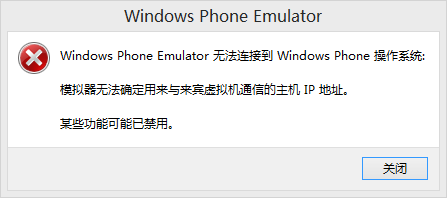 Windows Phone Emulator
Windows Phone Emulator 无法连接到 Windows Phone 操作系统:
模拟器无法确定用来与来宾虚拟机通信的主机 IP 地址。
某些功能可能已禁用。
关闭